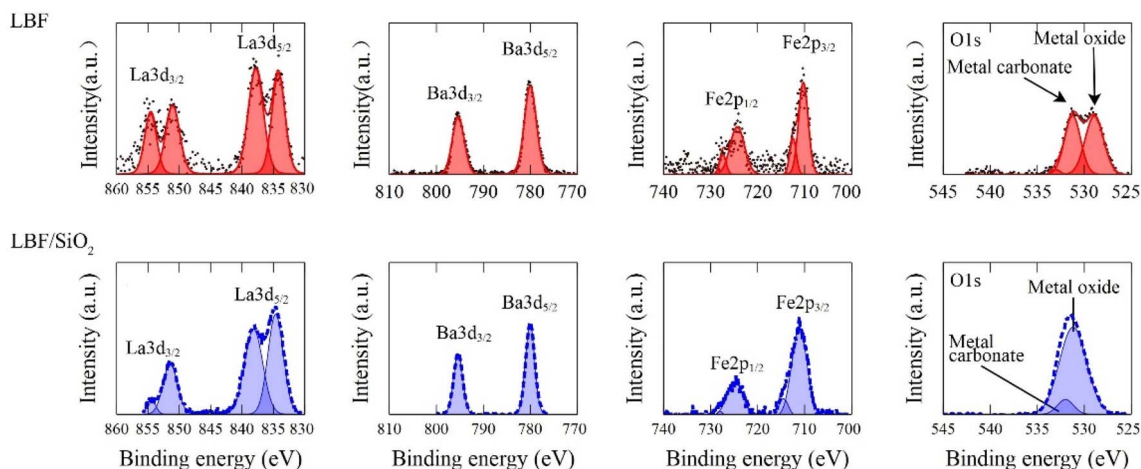 LBF
Intensity(a.u.)
La3d3/2
La3d5/2
860 855 850 840 835 830
Intensity(a.u.)
Ba3d3/2
Ba3d5/2
810 800 790 780 770
Intensity(a.u.)
Fe2p1/2
Fe2p3/2
740 730 720 710 700
Intensity(a.u.)
O1s
Metal oxide
Metal carbonate
545 540 530 525
LBF/SiO2
Intensity (a.u.)
La3d3/2
La3d5/2
860 855 850 840 835 830
Binding energy (eV)
Intensity (a.u.)
Ba3d3/2
Ba3d5/2
810 800 790 780 770
Binding energy (eV)
Intensity (a.u.)
Fe2p1/2
Fe2p3/2
740 730 720 710 700
Binding energy (eV)
Intensity (a.u.)
O1s
Metal oxide
Metal
carbonate
545 540 530 525
Binding energy (eV)